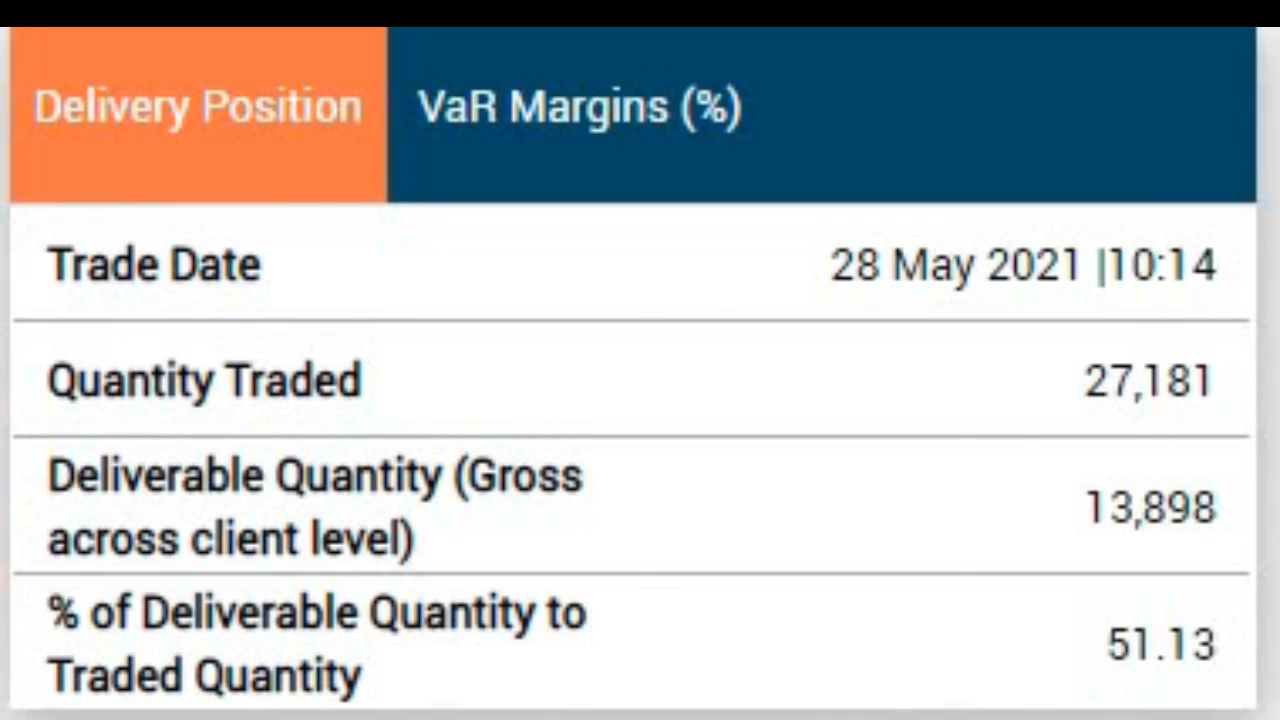 Delivery Position VaR Margins (%)
Trade Date 28 May 2021 |10:14
Quantity Traded 27,181
Deliverable Quantity (Gross
across client level) 13,898
% of Deliverable Quantity to
Traded Quantity 51.13